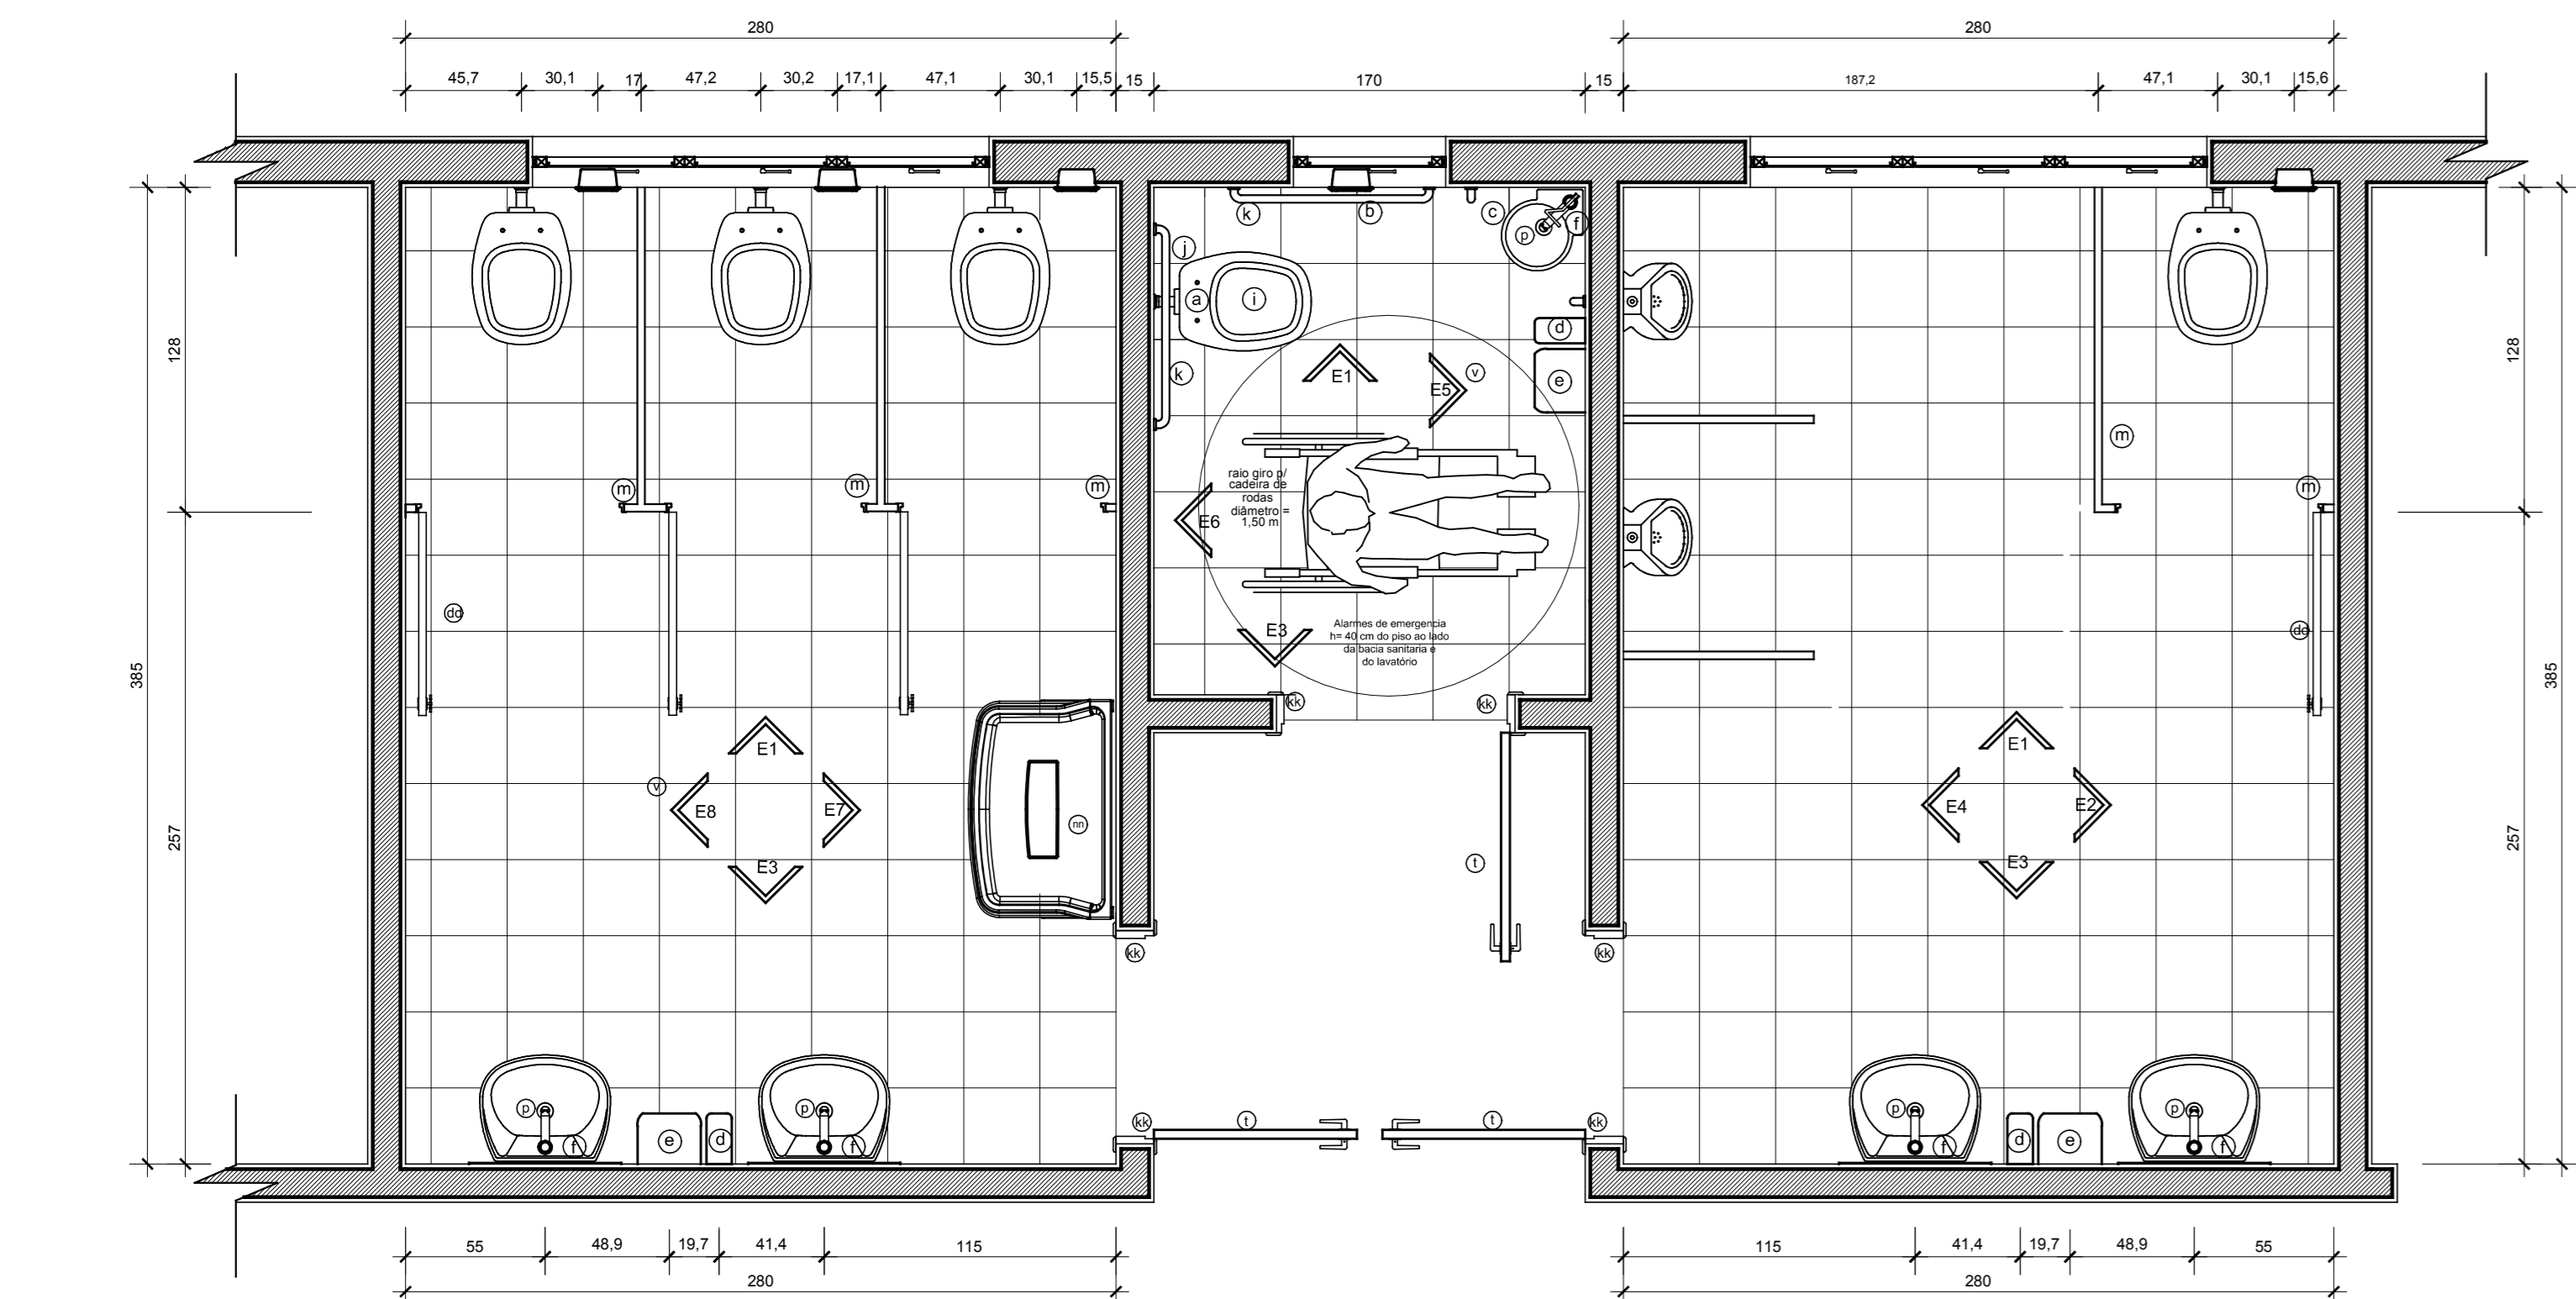 280
280
45,7
30,1
17
47,2
30,2
17,1
47,1
30,1
15,5
15
170
15
187,2
47,1
30,1
15,6
k
b
c
p
f
j
a
i
d
k
E1
E5
v
e
128
128
m
m
m
m
m
raio giro p/
cadeira de
rodas
diâmetro =
1,50 m
E6
dd
dd
E3
Alarmes de emergencia
h= 40 cm do piso ao lado
da bacia sanitaria e
do lavatório
385
385
kk
kk
E1
E1
v
E8
E7
E4
E2
nn
257
257
E3
E3
t
kk
kk
p
f
e
d
p
f
kk
t
t
kk
p
f
d
e
p
f
55
48,9
19,7
41,4
115
115
41,4
19,7
48,9
55
280
280